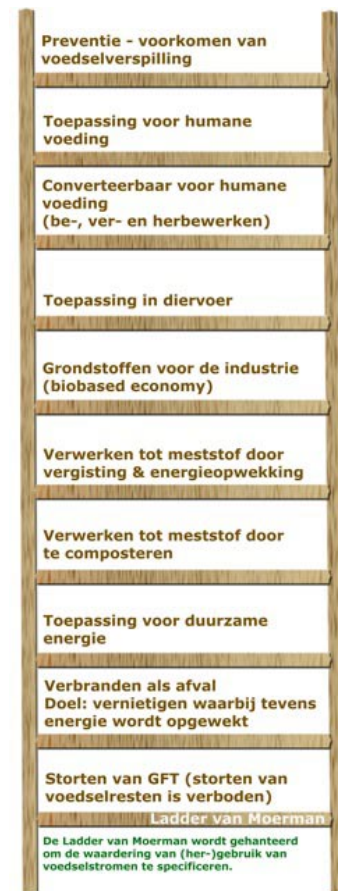 Preventie - voorkomen van
voedselverspilling
Toepassing voor humane
voeding
Converteerbaar voor humane
voeding
(be-, ver- en herbewerken)
Toepassing in diervoer
Grondstoffen voor de industrie
(biobased economy)
Verwerken tot meststof door
vergisting & energieopwekking
Verwerken tot meststof door
te composteren
Toepassing voor duurzame
energie
Verbranden als afval
Doel: vernietigen waarbij tevens
energie wordt opgewekt
Storten van GFT (storten van
voedselresten is verboden)
Ladder van Moerman
De Ladder van Moerman wordt gehanteerd
om de waardering van (her-)gebruik van
voedselstromen te specificeren.